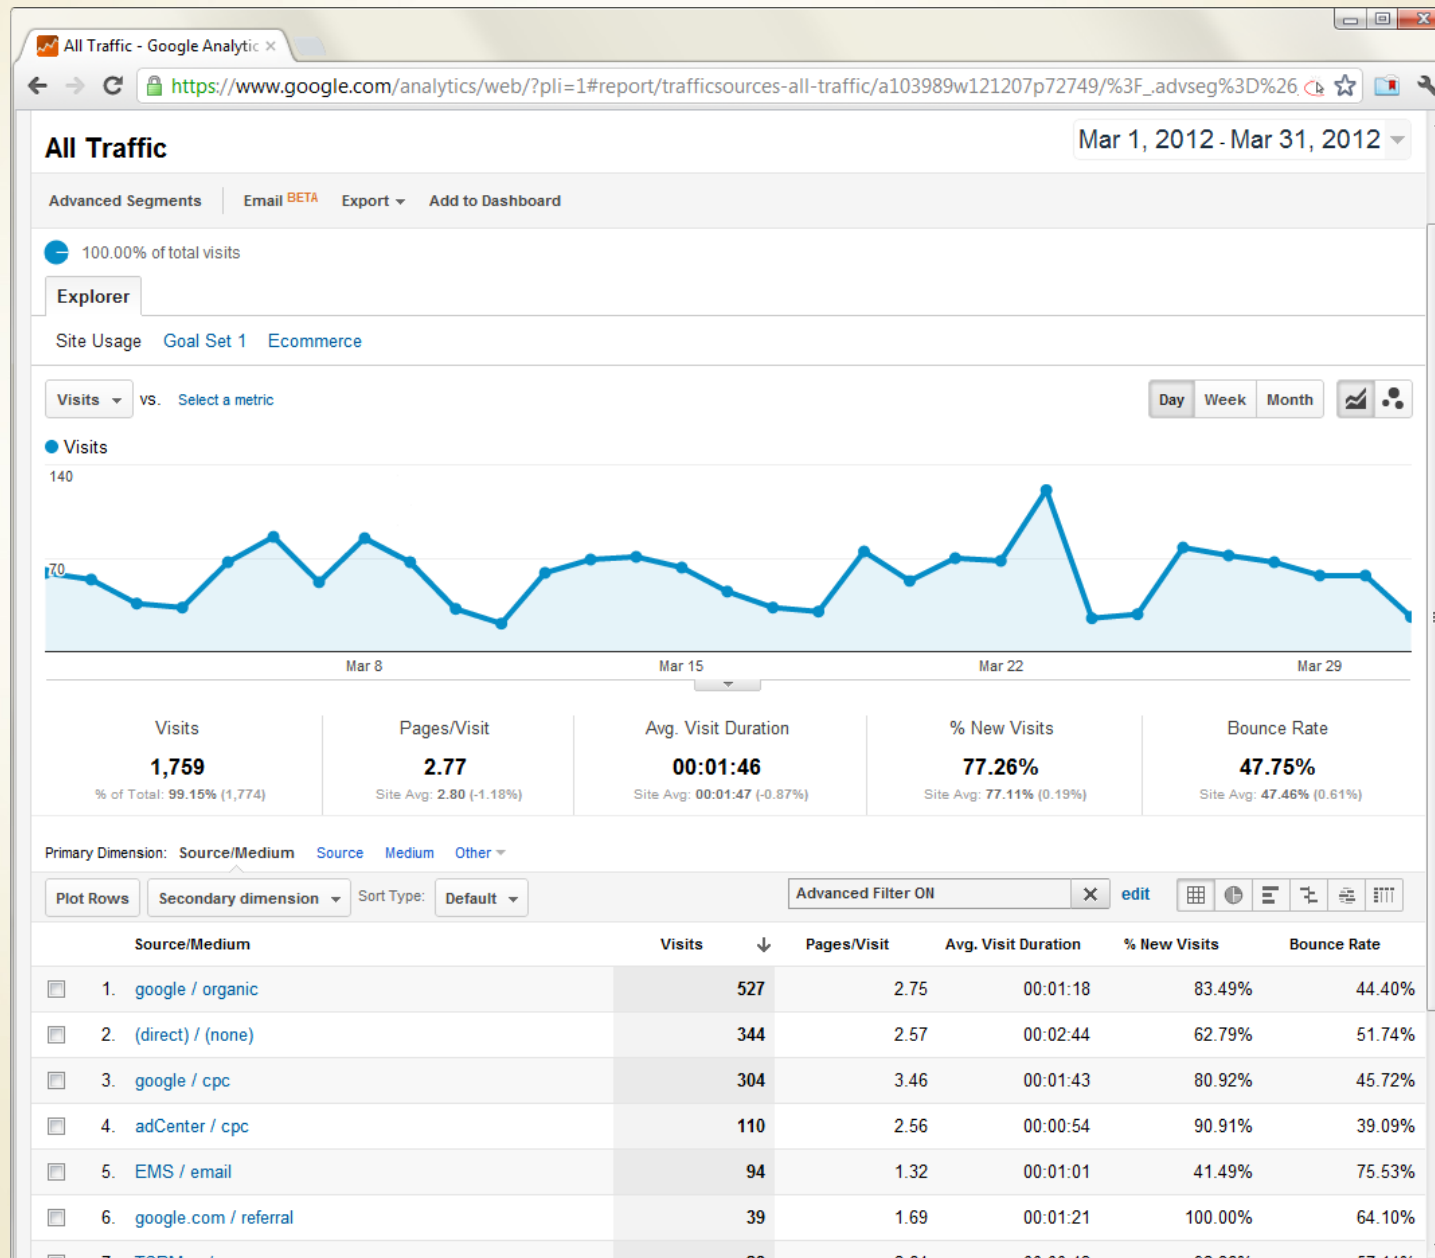 All Traffic - Google Analytic
https://www.google.com/analytics/web/?pli=1#report/trafficsources-all-traffic/a103989w121207p72749/%3F_.advseg%3D%26
All Traffic
Mar 1, 2012 - Mar 31, 2012
Advanced Segments Email BETA Export Add to Dashboard
100.00% of total visits
Explorer
Site Usage Goal Set 1 Ecommerce
Visits vs. Select a metric Day Week Month
Visits
140
70
Mar 8 Mar 15 Mar 22 Mar 29
Visits Pages/Visit Avg. Visit Duration % New Visits Bounce Rate
1,759 2.77 00:01:46 77.26% 47.75%
% of Total: 99.15% (1,774) Site Avg: 2.80 (-1.18%) Site Avg: 00:01:47 (-0.87%) Site Avg: 77.11% (0.19%) Site Avg: 47.46% (0.61%)
Primary Dimension: Source/Medium Source Medium Other
Plot Rows Secondary dimension Sort Type: Default Advanced Filter ON edit
Source/Medium Visits Pages/Visit Avg. Visit Duration % New Visits Bounce Rate
1. google / organic 527 2.75 00:01:18 83.49% 44.40%
2. (direct) / (none) 344 2.57 00:02:44 62.79% 51.74%
3. google / cpc 304 3.46 00:01:43 80.92% 45.72%
4. adCenter / cpc 110 2.56 00:00:54 90.91% 39.09%
5. EMS / email 94 1.32 00:01:01 41.49% 75.53%
6. google.com / referral 39 1.69 00:01:21 100.00% 64.10%